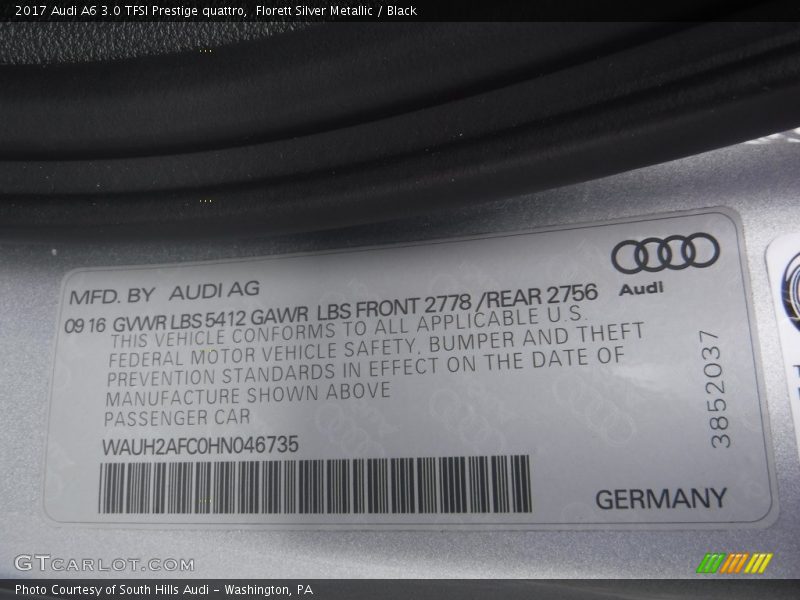 2017 Audi A6 3.0 TFSI Prestige quattro,  Florett Silver Metallic / Black
Audi
MFD. BY AUDI AG
09 16 GVWR LBS 5412 GAWR LBS FRONT 2778 /REAR 2756
THIS VEHICLE CONFORMS TO ALL APPLICABLE U.S.
FEDERAL MOTOR VEHICLE SAFETY, BUMPER AND THEFT
PREVENTION STANDARDS IN EFFECT ON THE DATE OF
MANUFACTURE SHOWN ABOVE
PASSENGER CAR
WAUH2AFC0HN046735
3852037
GERMANY
GTCARLOT.COM
Photo Courtesy of South Hills Audi - Washington, PA